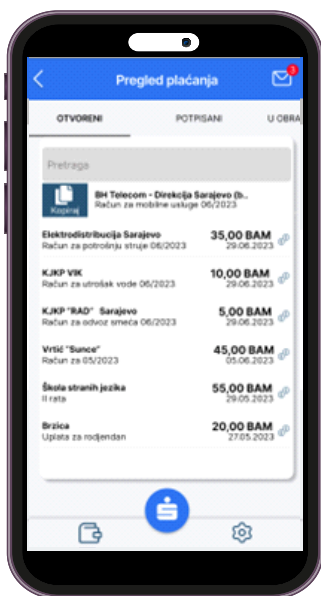 3
Pregled plaćanja
OTVORENI POTPISANI U OBRA
Pretraga
Kopiraj
BH Telecom - Direkcija Sarajevo (b..
Račun za mobilne usluge 06/2023
Elektrodistribucija Sarajevo 35,00 BAM
Račun za potrošnju struje 06/2023 29.06.2023
KJKP VIK 10,00 BAM
Račun za utrošak vode 06/2023 29.06.2023
KJKP "RAD" Sarajevo 5,00 BAM
Račun za odvoz smeća 06/2023 29.06.2023
Vrtić "Sunce" 45,00 BAM
Račun za 05/2023 05.06.2023
Škola stranih jezika 55,00 BAM
II rata 29.05.2023
Brzica 20,00 BAM
Uplata za rodjendan 27.05.2023